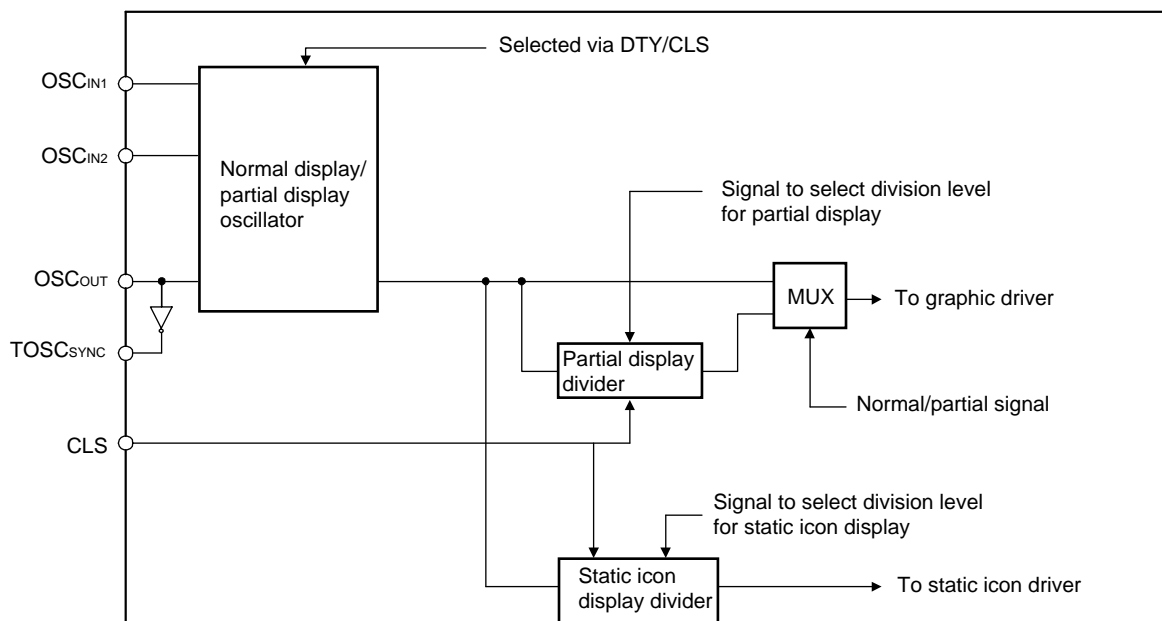 Selected via DTY/CLS
OSCIN1
OSCIN2
Normal display/
partial display
oscillator
Signal to select division level
for partial display
OSCOUT
MUX
To graphic driver
TOSCSYNC
Partial display
divider
Normal/partial signal
CLS
Signal to select division level
for static icon display
Static icon
display divider
To static icon driver